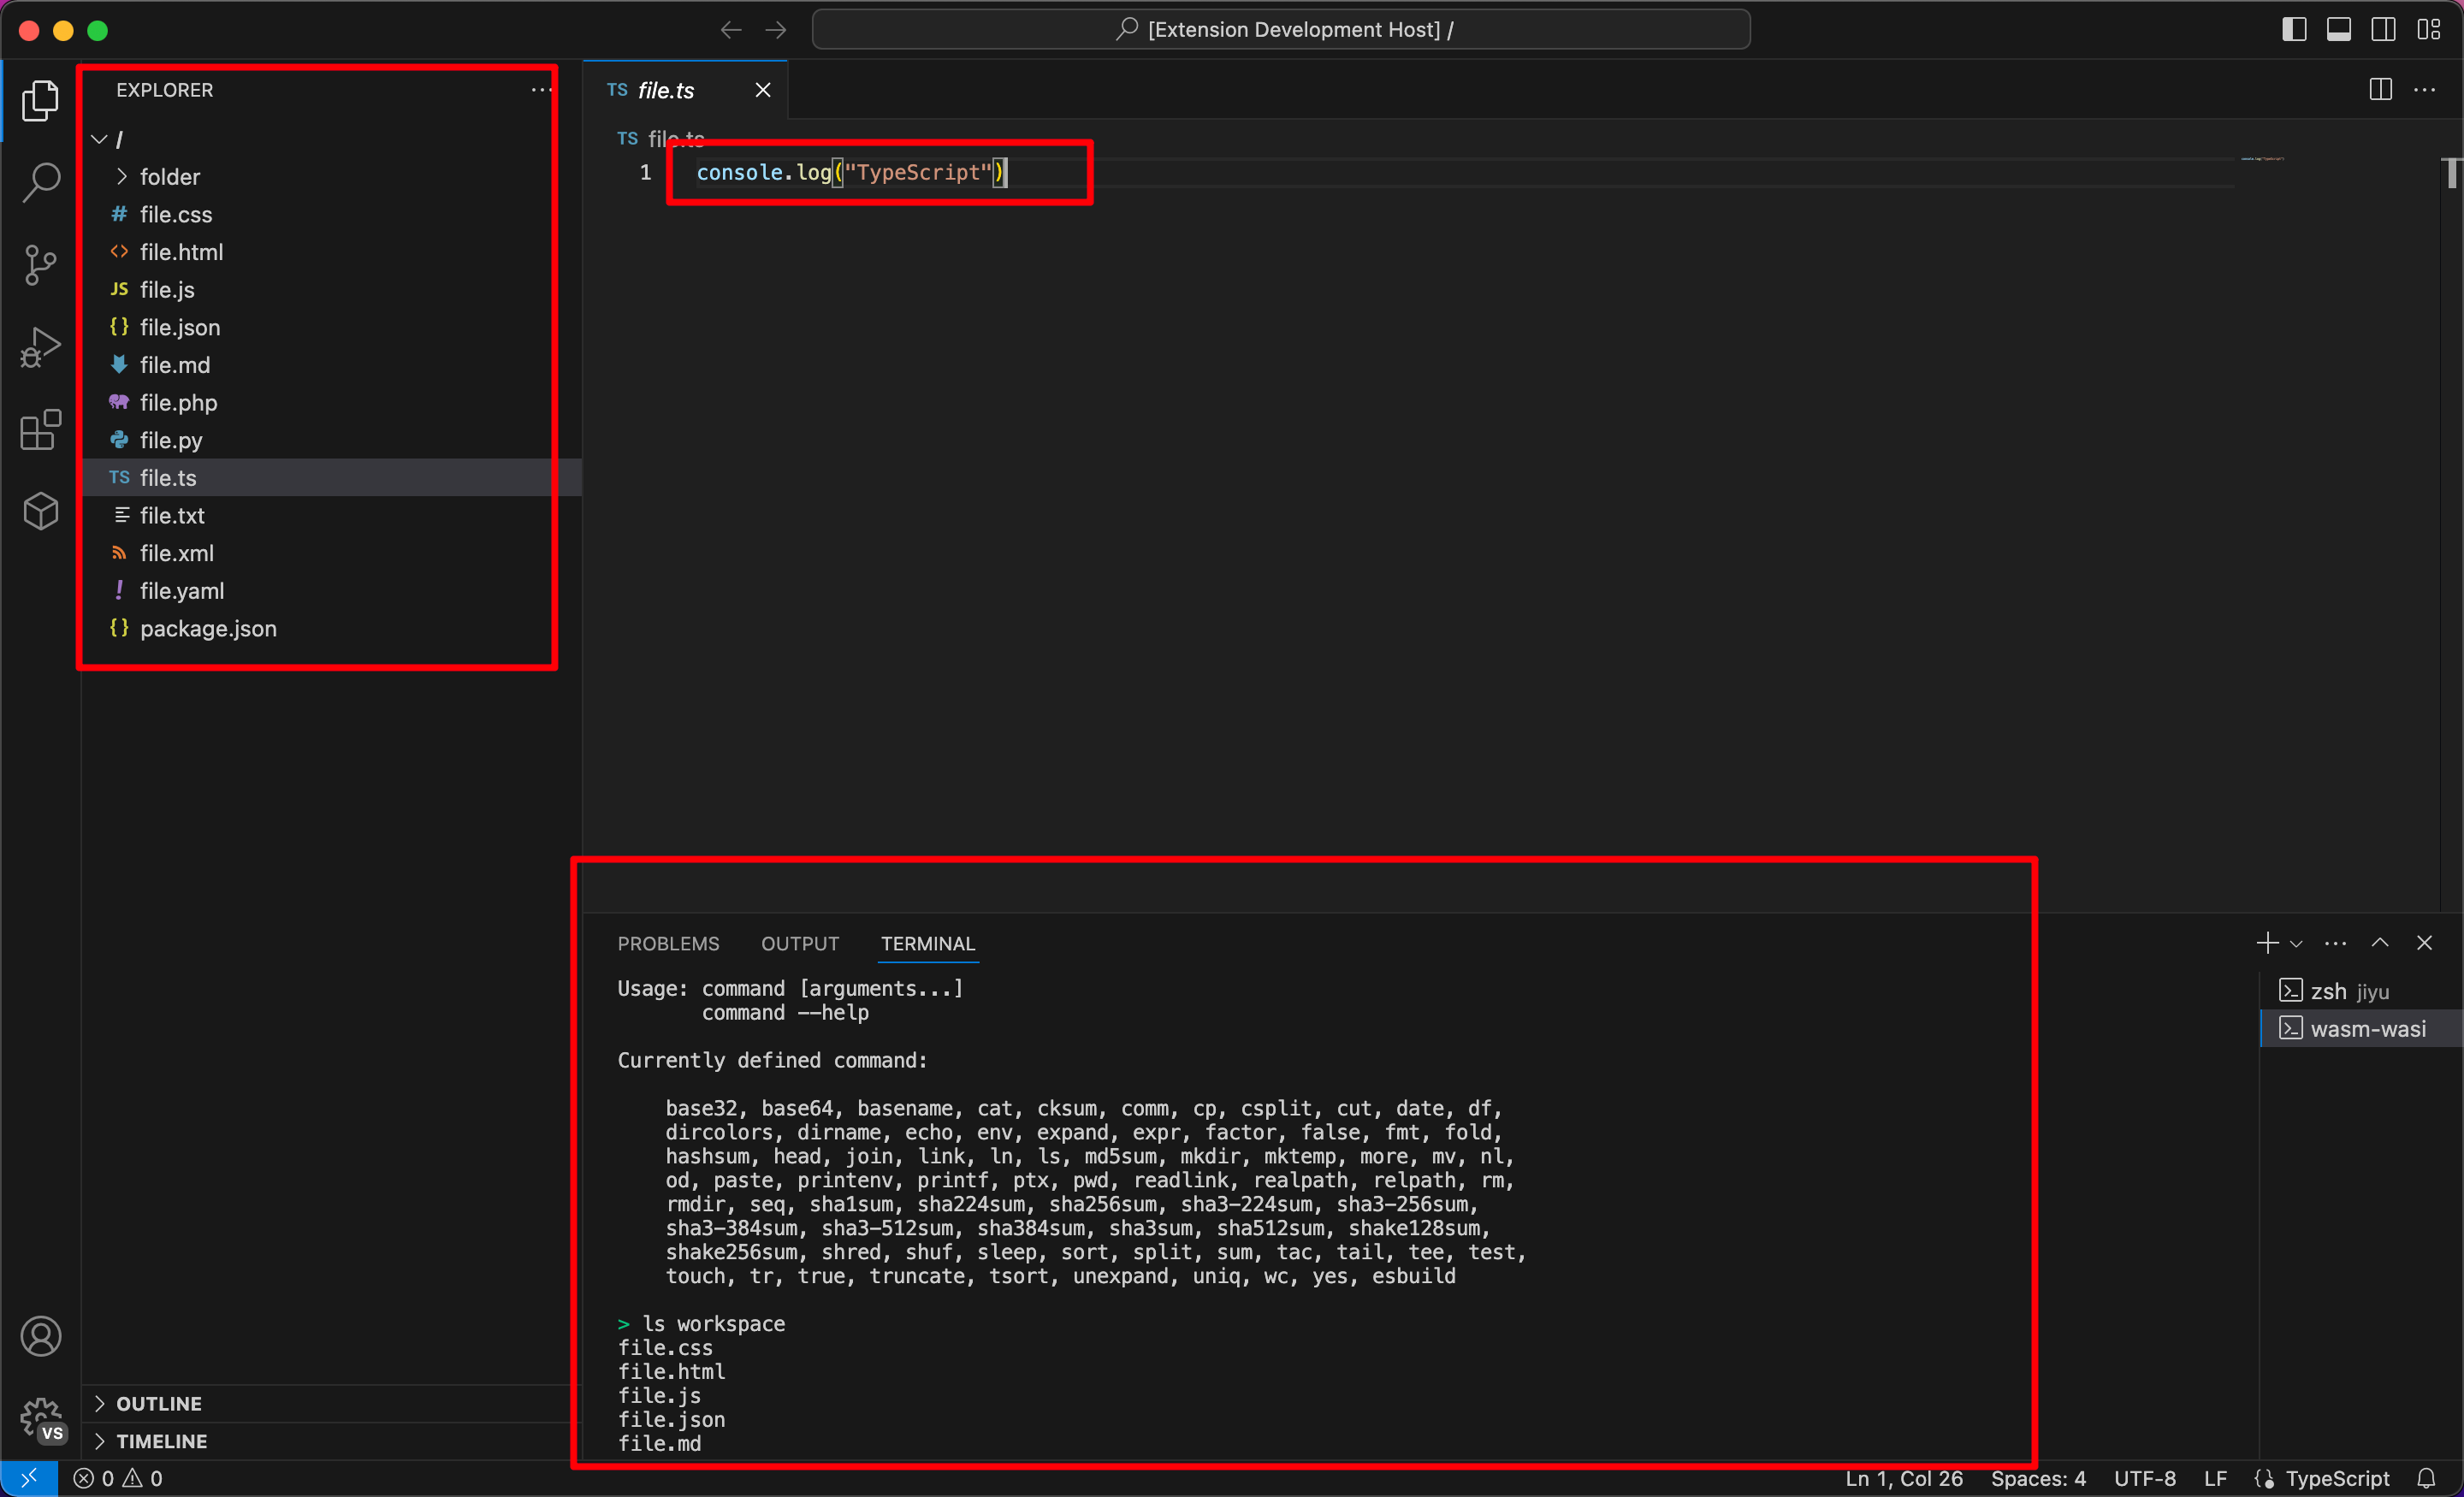 [Extension Development Host] /
EXPLORER
/
folder
# file.css
<> file.html
JS file.js
{} file.json
file.md
file.php
file.py
TS file.ts
file.txt
file.xml
! file.yaml
{} package.json
OUTLINE
TIMELINE
TS file.ts
TS file.ts
1 console.log("TypeScript")
PROBLEMS OUTPUT TERMINAL
Usage: command [arguments...]
command --help
Currently defined command:
base32, base64, basename, cat, cksum, comm, cp, csplit, cut, date, df,
dircolors, dirname, echo, env, expand, expr, factor, false, fmt, fold,
hashsum, head, join, link, ln, ls, md5sum, mkdir, mktemp, more, mv, nl,
od, paste, printenv, printf, ptx, pwd, readlink, realpath, relpath, rm,
rmdir, seq, sha1sum, sha224sum, sha256sum, sha3-224sum, sha3-256sum,
sha3-384sum, sha3-512sum, sha384sum, sha3sum, sha512sum, shake128sum,
shake256sum, shred, shuf, sleep, sort, split, sum, tac, tail, tee, test,
touch, tr, true, truncate, tsort, unexpand, uniq, wc, yes, esbuild
> ls workspace
file.css
file.html
file.js
file.json
file.md
zsh jiyu
wasm-wasi
VS
0 0
Ln 1, Col 26 Spaces: 4 UTF-8 LF {} TypeScript